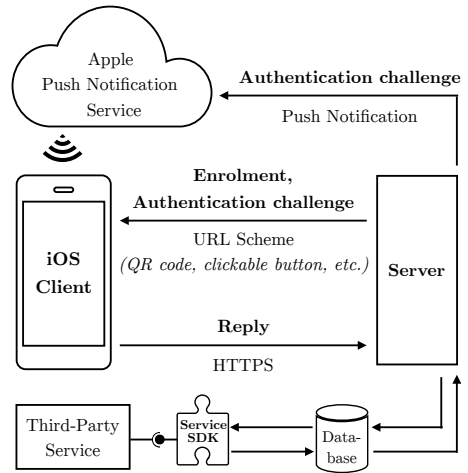 Apple
Push Notification
Service
Authentication challenge
Push Notification
Enrolment,
Authentication challenge
URL Scheme
(QR code, clickable button, etc.)
iOS
Client
Server
Reply
HTTPS
Third-Party
Service
Service
SDK
Data-
base